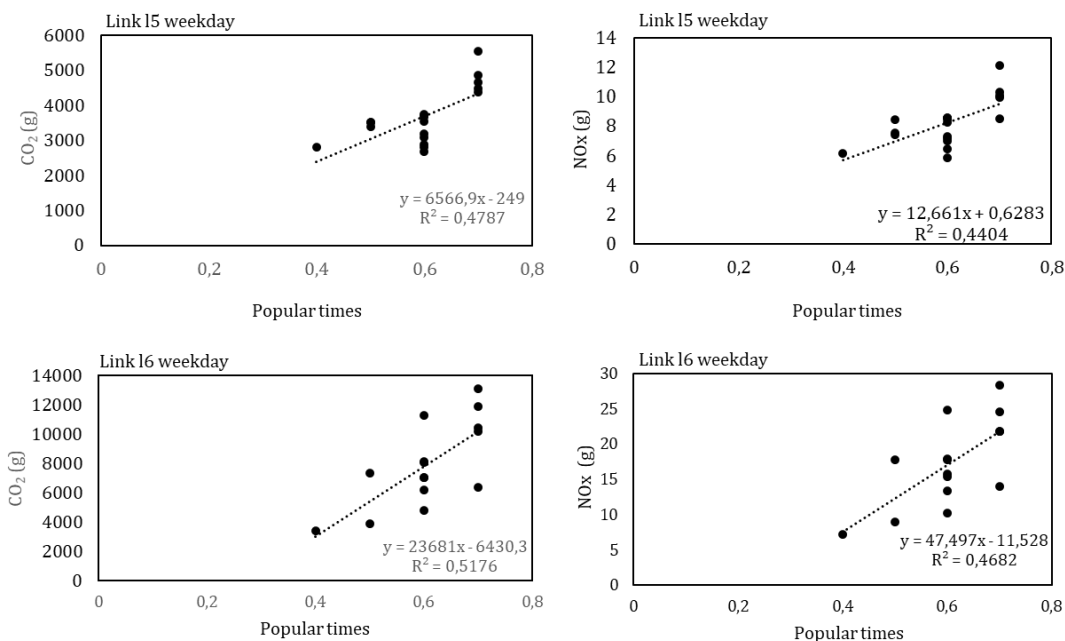 Link l5 weekday
CO₂ (g)
6000
5000
4000
3000
2000
1000
0
y = 6566,9x - 249
R² = 0,4787
0 0,2 0,4 0,6 0,8
Popular times
Link l5 weekday
NOx (g)
14
12
10
8
6
4
2
0
y = 12,661x + 0,6283
R² = 0,4404
0 0,2 0,4 0,6 0,8
Popular times
Link l6 weekday
CO₂ (g)
14000
12000
10000
8000
6000
4000
2000
0
y = 23681x - 6430,3
R² = 0,5176
0 0,2 0,4 0,6 0,8
Popular times
Link l6 weekday
NOx (g)
30
25
20
15
10
5
0
y = 47,497x - 11,528
R² = 0,4682
0 0,2 0,4 0,6 0,8
Popular times